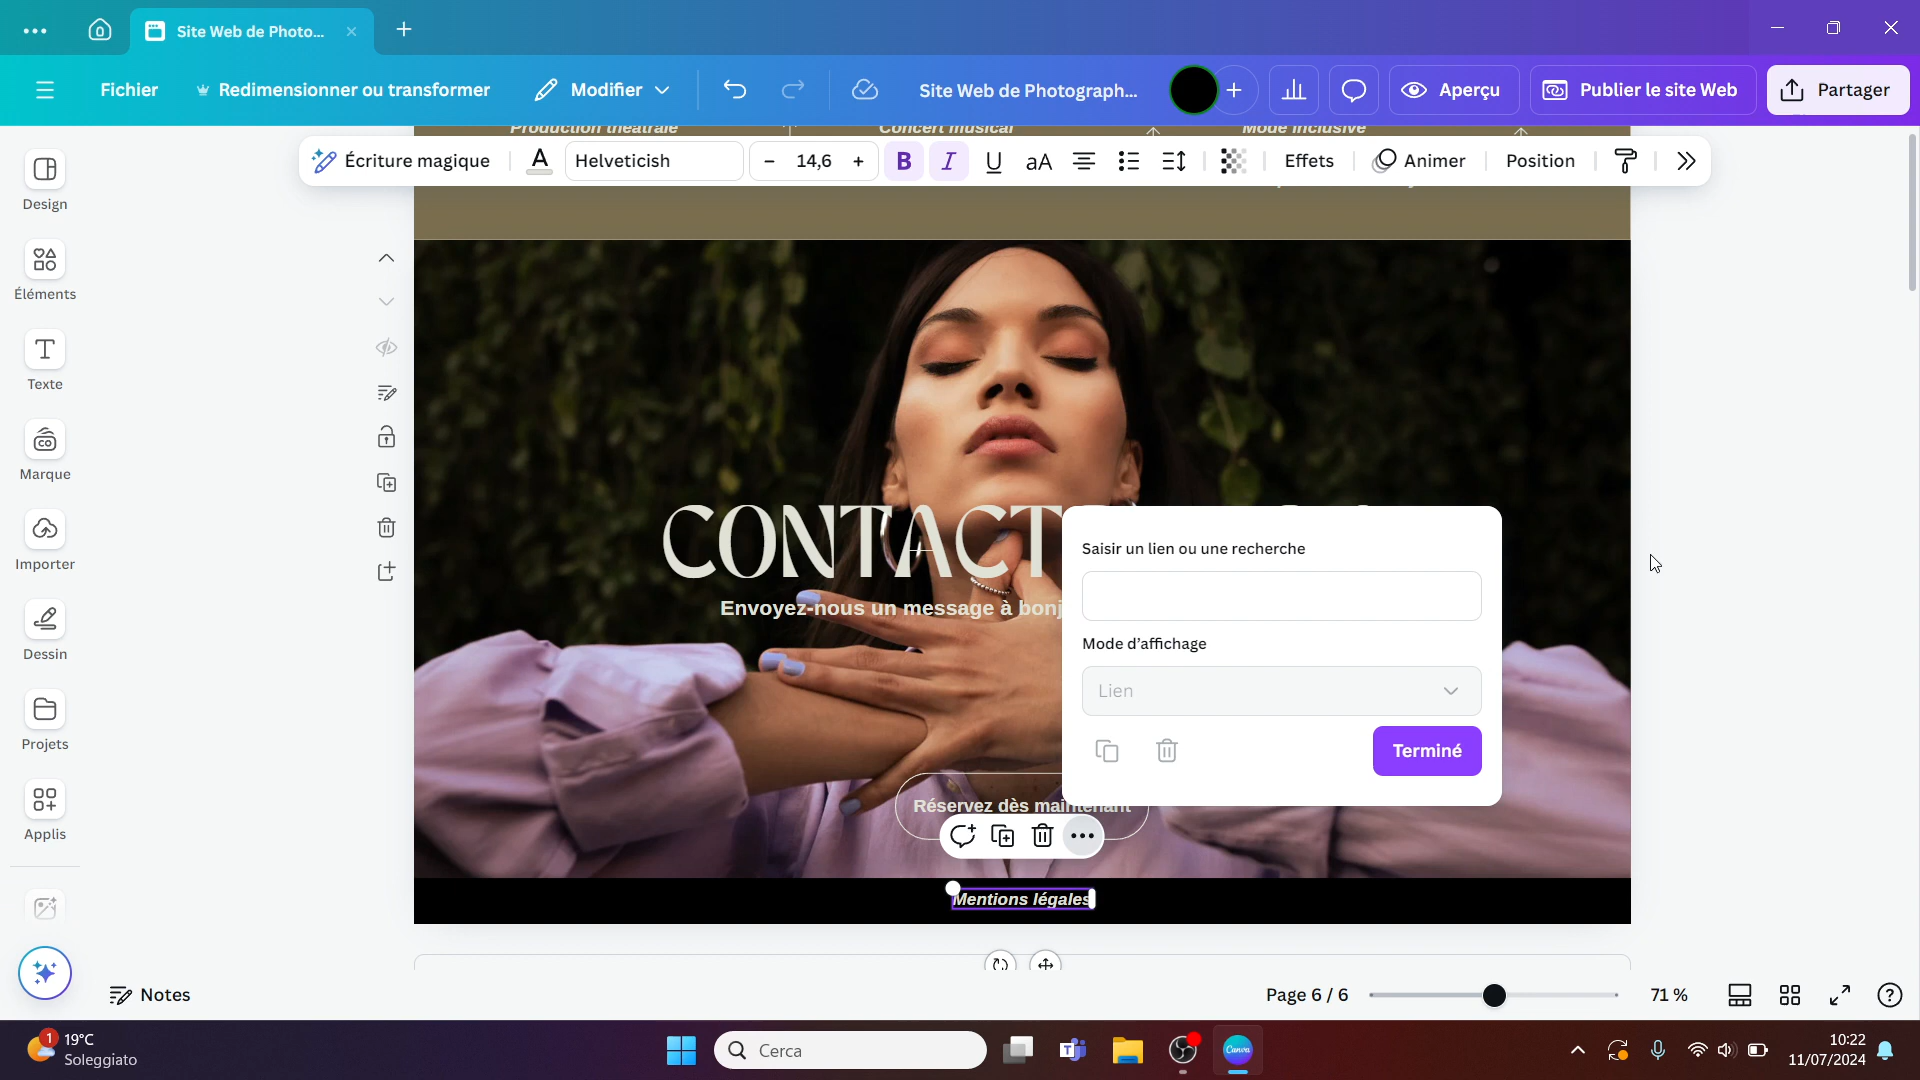 Site Web de Photo...
Fichier
Redimensionner ou transformer
Modifier
Site Web de Photograph...
Aperçu
Publier le site Web
Partager
Production théâtrale
Concert musical
Mode inclusive
Écriture magique
A
Helveticish
- 14,6 +
B
I
U
aA
Effets
Animer
Position
Design
Éléments
Texte
Marque
Importer
Dessin
Projets
Applis
CONTACT
Envoyez-nous un message à bonj
Saisir un lien ou une recherche
Mode d'affichage
Lien
Terminé
Réservez dès maintenant
Mentions légales
Notes
Page 6 / 6
71 %
1
19°C
Soleggiato
Cerca
Canva
10:22
11/07/2024